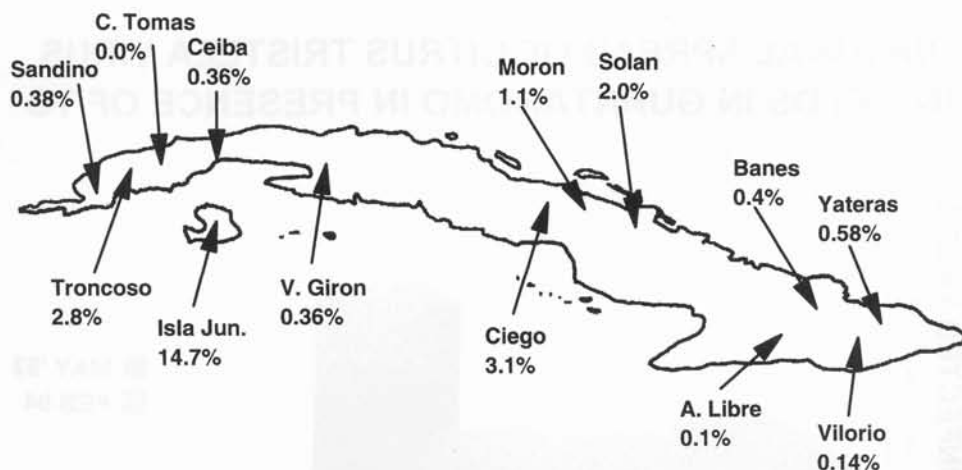 C. Tomas
0.0%
Ceiba
0.36%
Sandino
0.38%
Moron
1.1%
Solan
2.0%
Banes
0.4%
Yateras
0.58%
Troncoso
2.8%
Isla Jun.
14.7%
V. Giron
0.36%
Ciego
3.1%
A. Libre
0.1%
Vilorio
0.14%